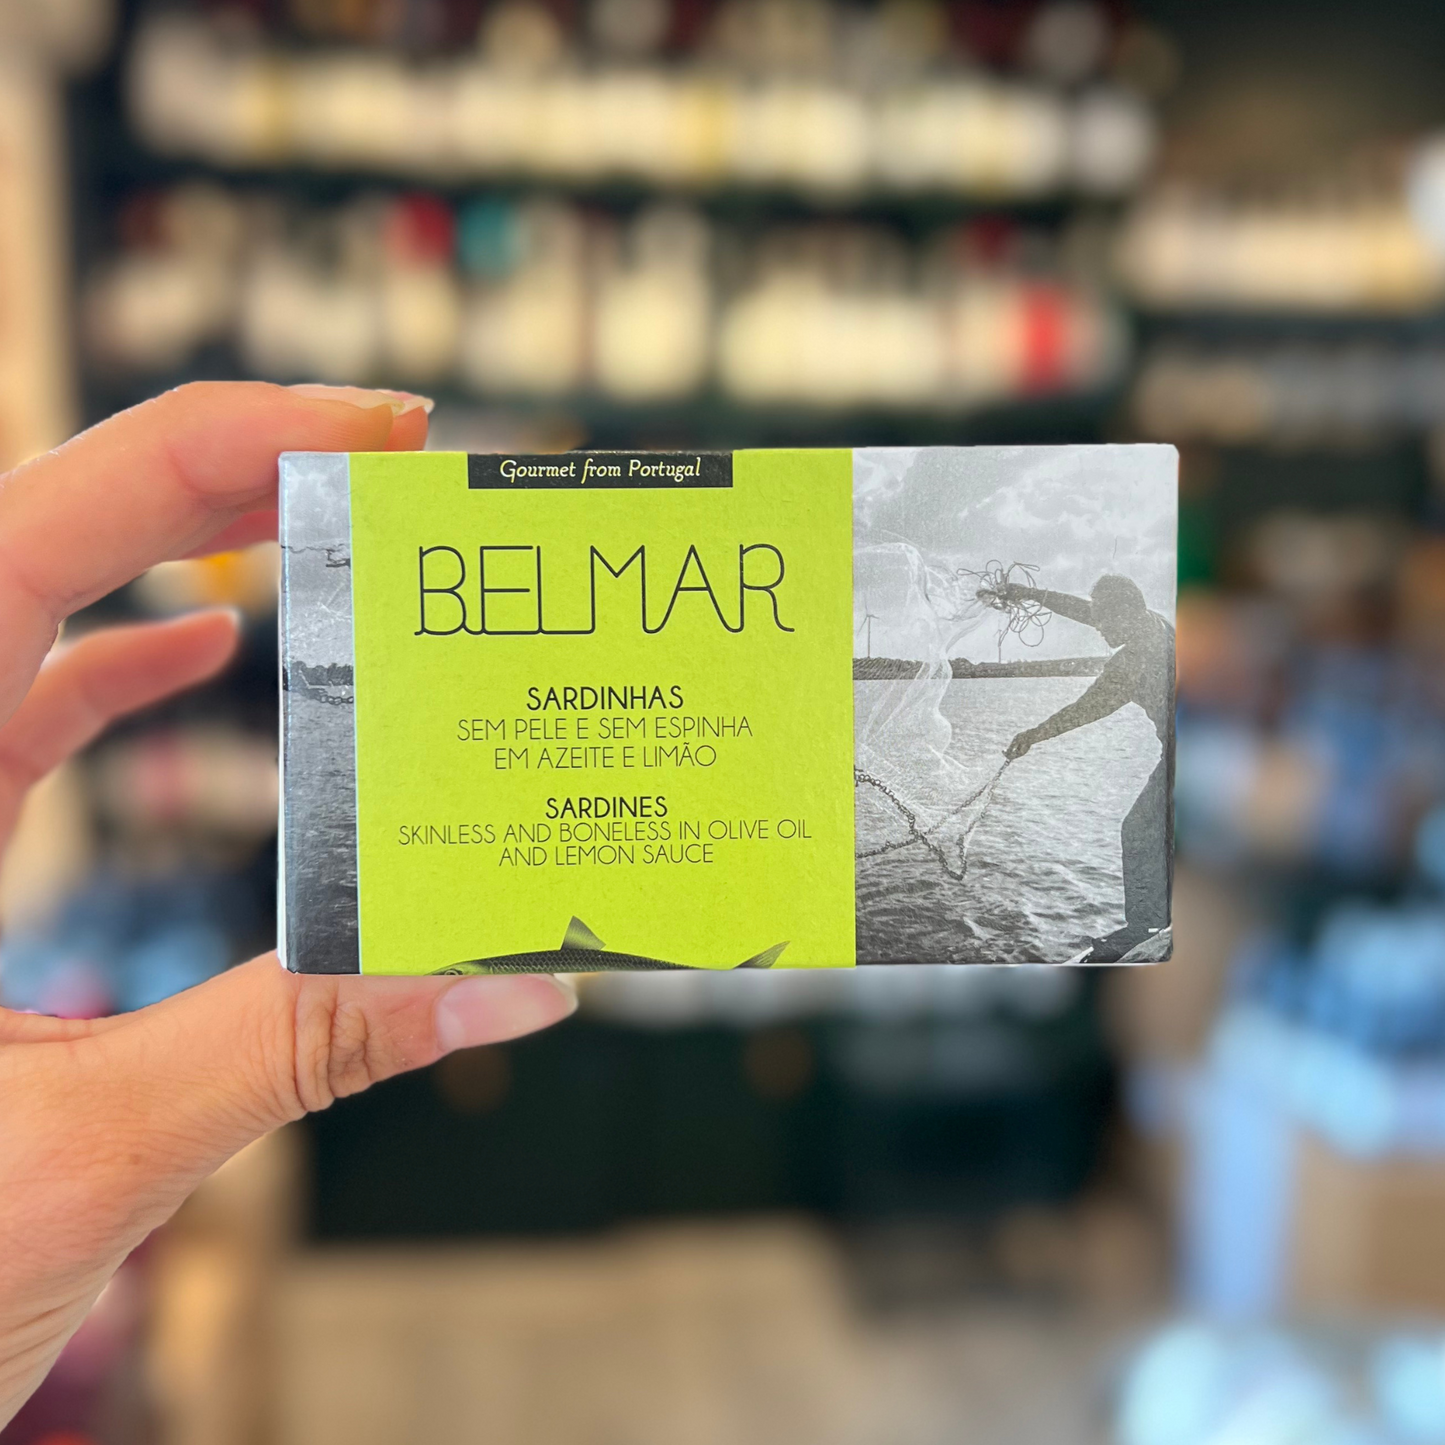 Gourmet from Portugal
BELMAR
SARDINHAS
SEM PELE E SEM ESPINHA
EM AZEITE E LIMÃO
SARDINES
SKINLESS AND BONELESS IN OLIVE OIL
AND LEMON SAUCE